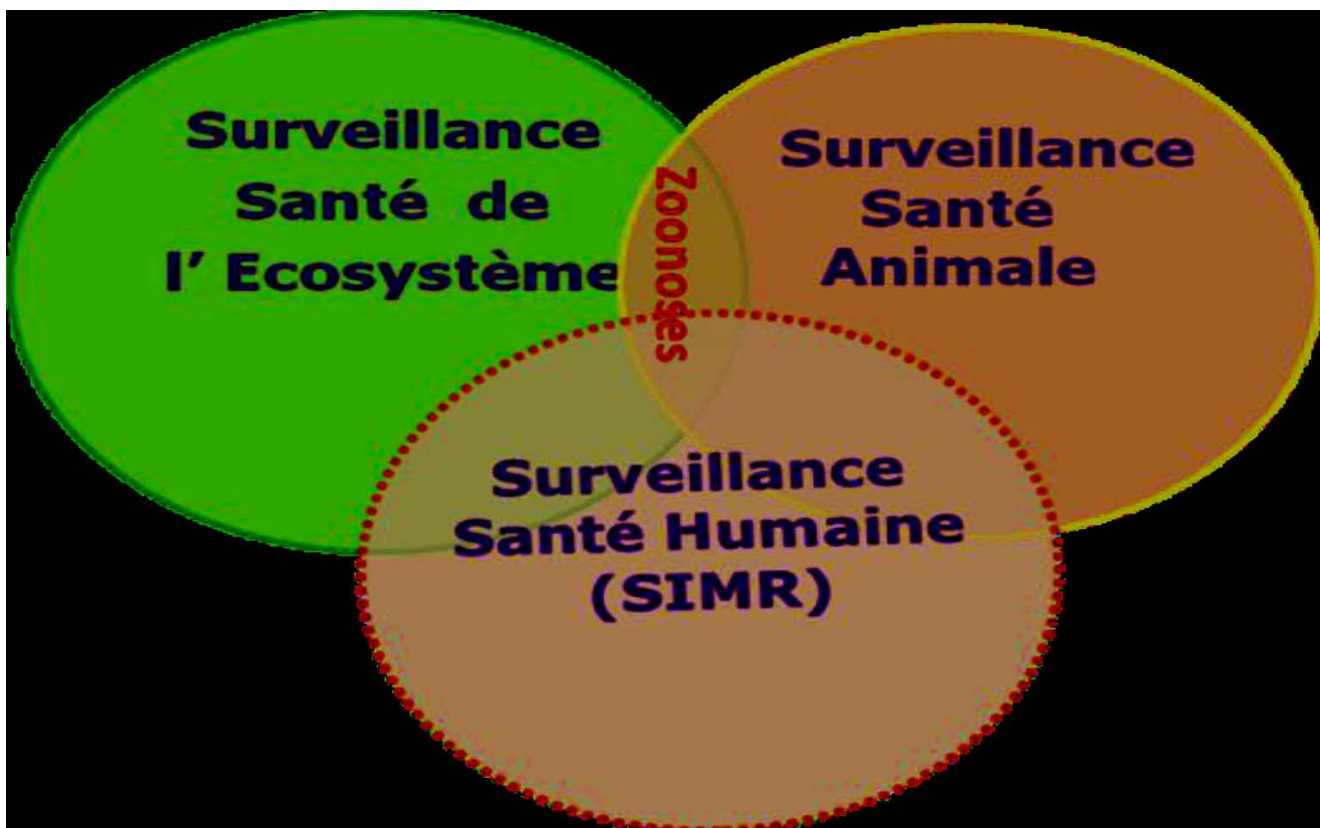 Surveillance
Santé de
l' Ecosystème
Zoonoses
Surveillance
Santé
Animale
Surveillance
Santé Humaine
(SIMR)